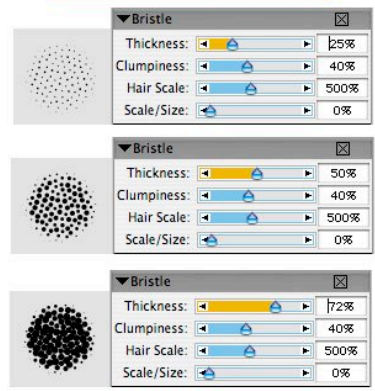 Bristle
Thickness: 25%
Clumpiness: 40%
Hair Scale: 500%
Scale/Size: 0%
Bristle
Thickness: 50%
Clumpiness: 40%
Hair Scale: 500%
Scale/Size: 0%
Bristle
Thickness: 72%
Clumpiness: 40%
Hair Scale: 500%
Scale/Size: 0%